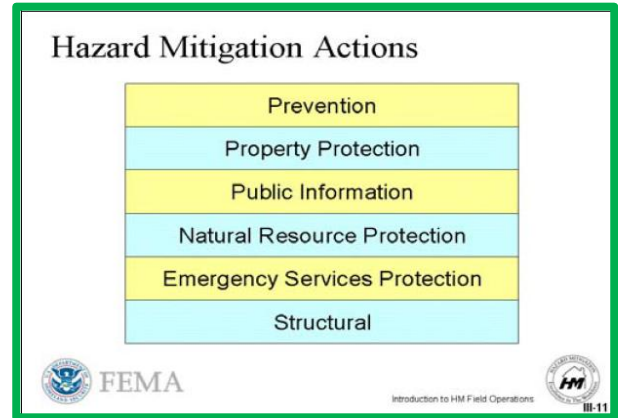 Hazard Mitigation Actions
Prevention
Property Protection
Public Information
Natural Resource Protection
Emergency Services Protection
Structural
FEMA
Introduction to HM Field Operations
HM
III-11